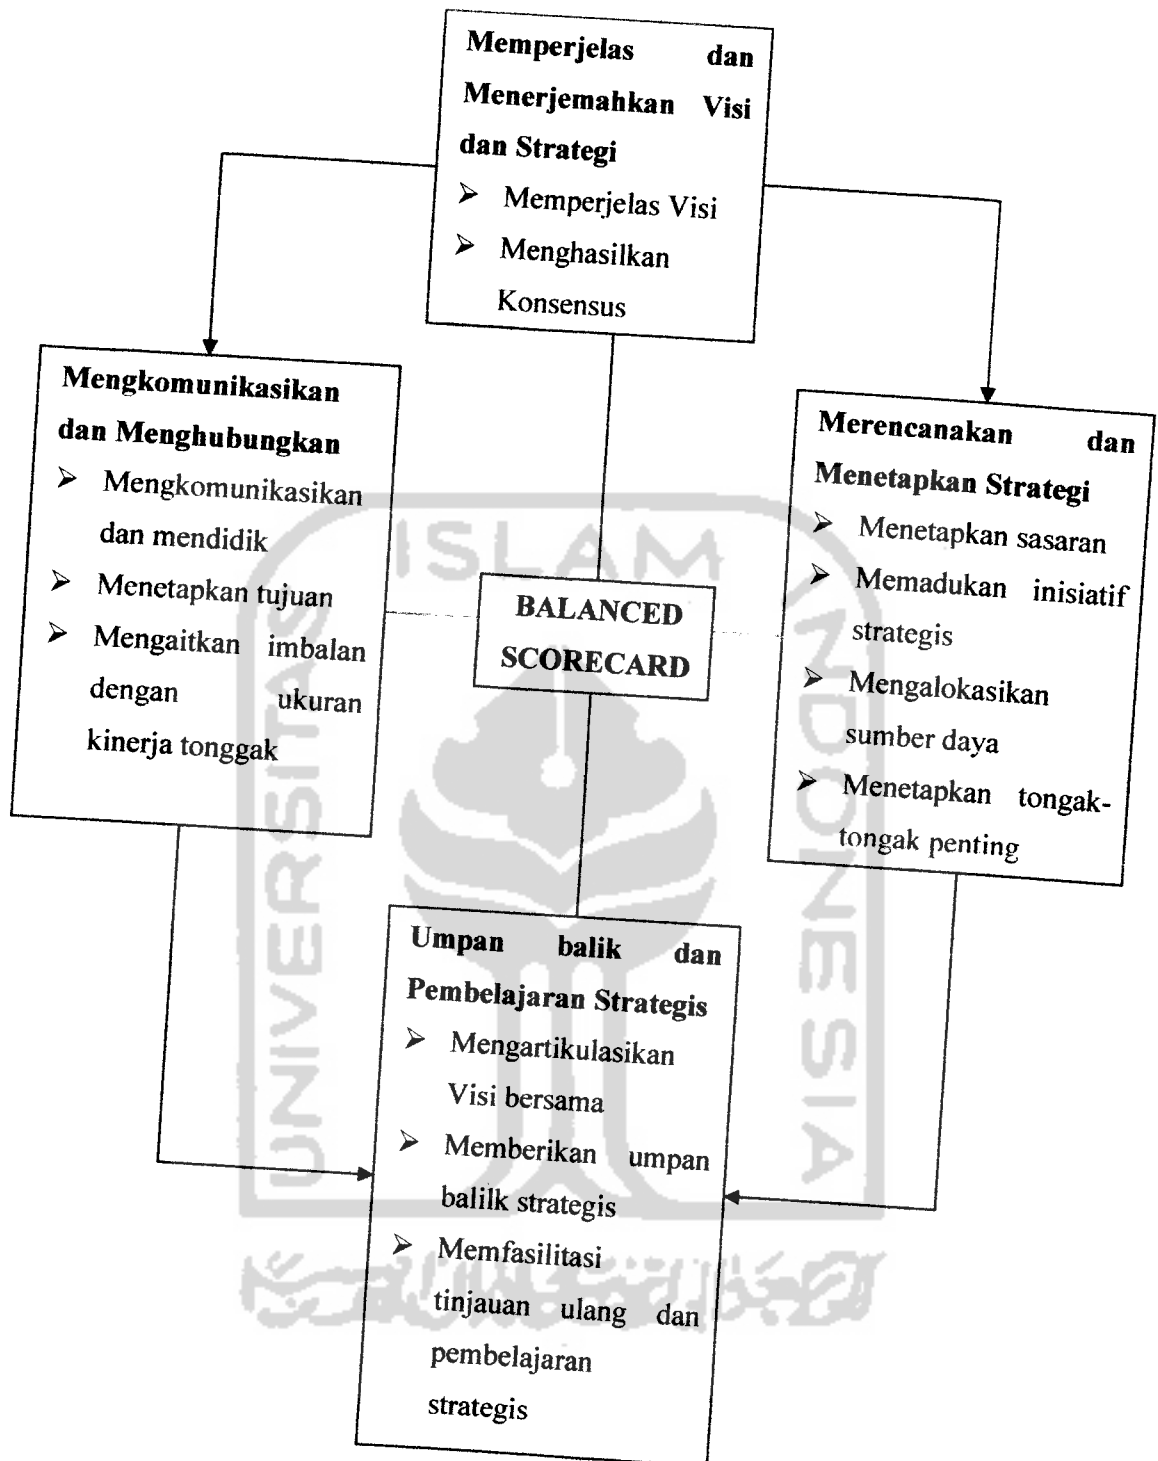 Memperjelas dan
Menerjemahkan Visi
dan Strategi
➢ Memperjelas Visi
➢ Menghasilkan
Konsensus
Mengkomunikasikan
dan Menghubungkan
➢ Mengkomunikasikan
dan mendidik
➢ Menetapkan tujuan
➢ Mengaitkan imbalan
dengan ukuran
kinerja tonggak
BALANCED
SCORECARD
Merencanakan dan
Menetapkan Strategi
➢ Menetapkan sasaran
➢ Memadukan inisiatif
strategis
➢ Mengalokasikan
sumber daya
➢ Menetapkan tongak-
tongak penting
Umpan balik dan
Pembelajaran Strategis
➢ Mengartikulasikan
Visi bersama
➢ Memberikan umpan
balilk strategis
➢ Memfasilitasi
tinjauan ulang dan
pembelajaran
strategis
UNIVERSITAS
ISLAM
INDONESIA